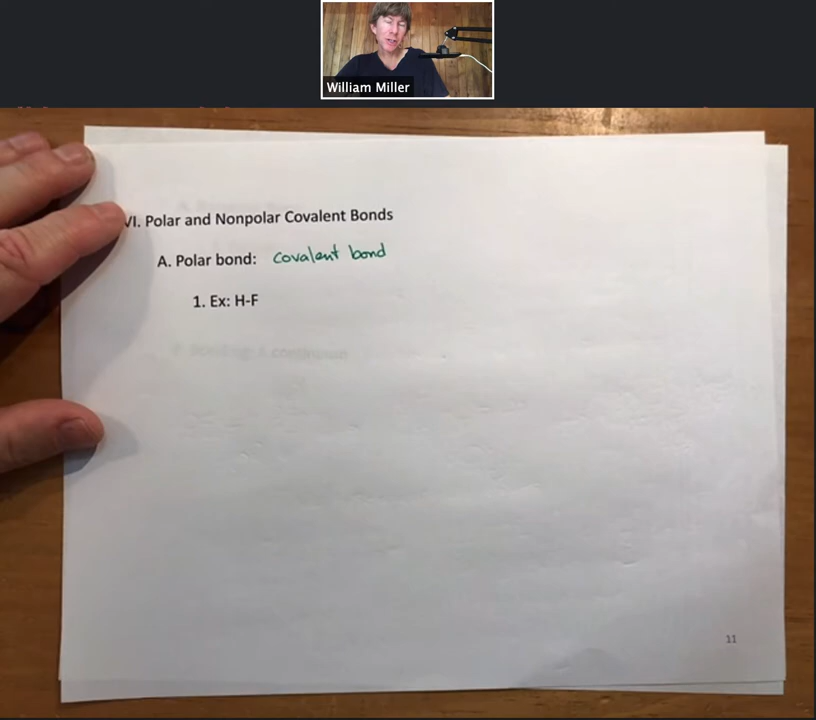 William Miller
VI. Polar and Nonpolar Covalent Bonds
A. Polar bond: covalent bond
1. Ex: H-F
11